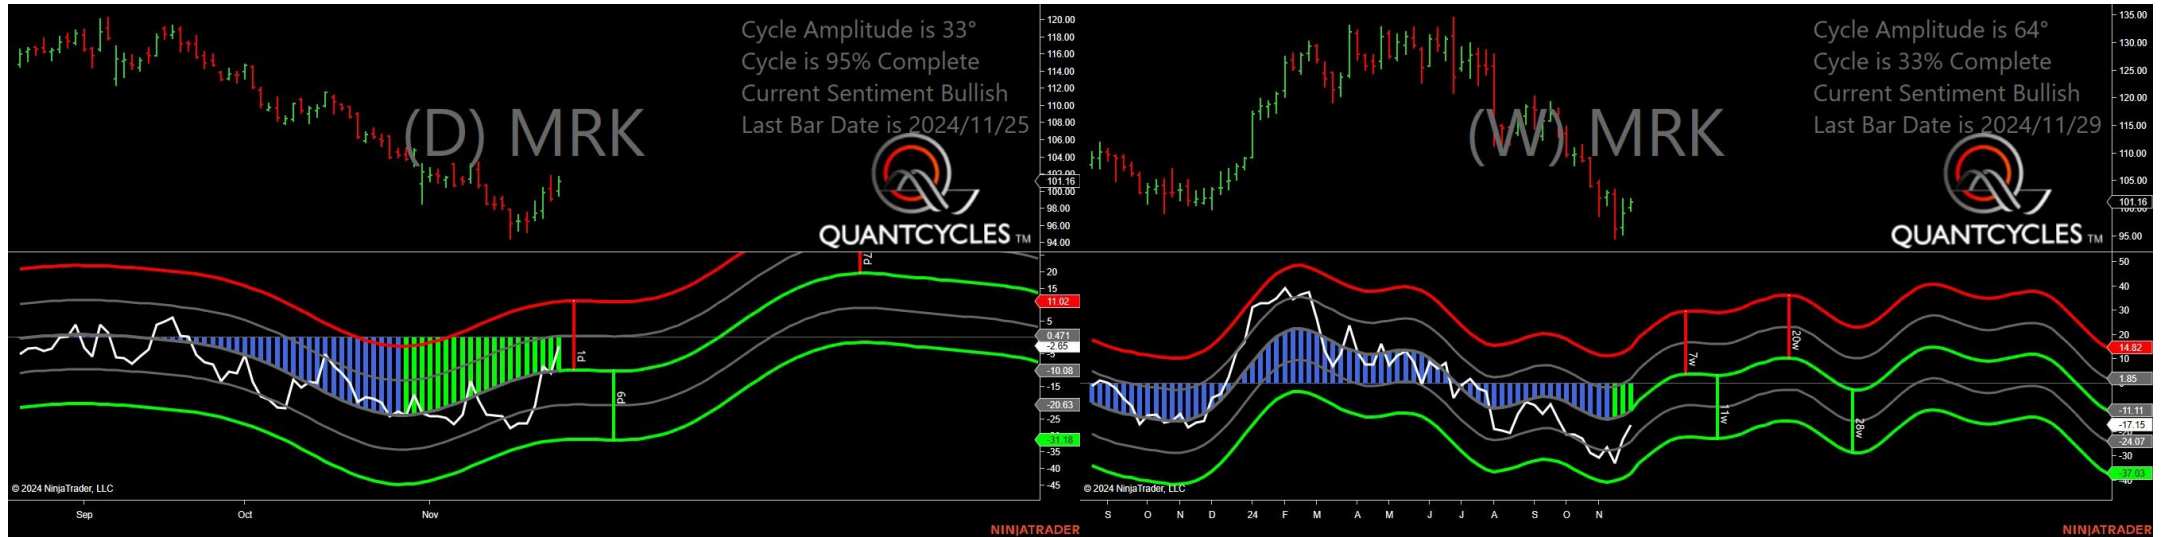 Cycle Amplitude is 33°
Cycle is 95% Complete
Current Sentiment Bullish
Last Bar Date is 2024/11/25
(D) MRK
QUANTCYCLES TM
120.00
118.00
116.00
114.00
112.00
110.00
108.00
106.00
104.00
102.00
101.16
100.00
98.00
96.00
94.00
7d
20
15
11.02
5
0.471
-2.65
-5
-10.08
-15
-20.63
-25
-31.18
-35
-40
-45
1d
6d
© 2024 NinjaTrader, LLC
Sep Oct Nov
NINJATRADER
Cycle Amplitude is 64°
Cycle is 33% Complete
Current Sentiment Bullish
Last Bar Date is 2024/11/29
(W) MRK
QUANTCYCLES TM
135.00
130.00
125.00
120.00
115.00
110.00
105.00
101.16
95.00
50
40
30
20
14.82
10
1.85
-11.11
-17.15
-24.07
-30
-37.03
7w
20w
11w
28w
© 2024 NinjaTrader, LLC
S O N D 24 F M A M J J A S O N
NINJATRADER